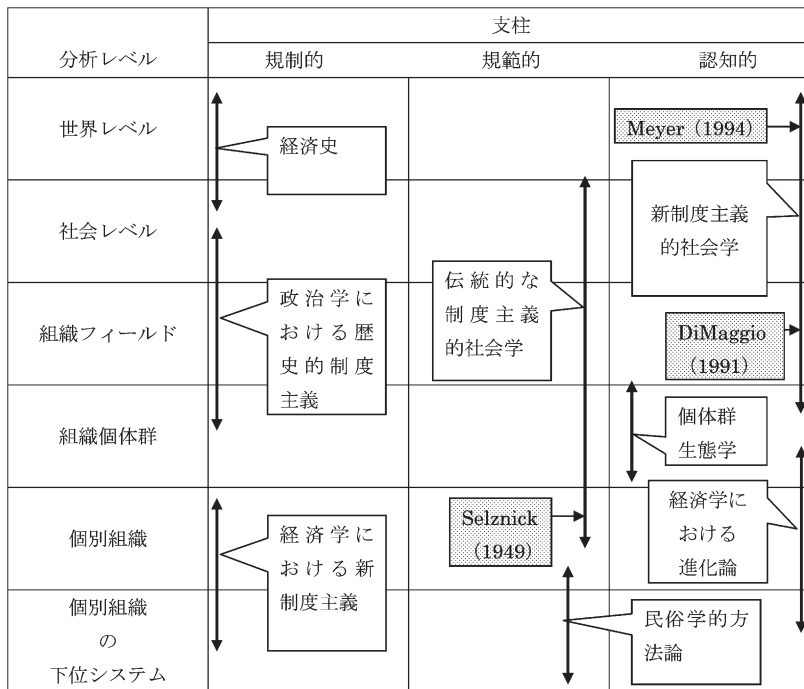 支柱
分析レベル
規制的
規範的
認知的
世界レベル
経済史
Meyer（1994）
社会レベル
新制度主義
的社会学
組織フィールド
政治学に
おける歴
史的制度
主義
伝統的な
制度主義
的社会学
DiMaggio
（1991）
組織個体群
個体群
生態学
個別組織
経済学に
おける新
制度主義
Selznick
（1949）
経済学に
おける
進化論
個別組織
の
下位システム
民俗学的方
法論